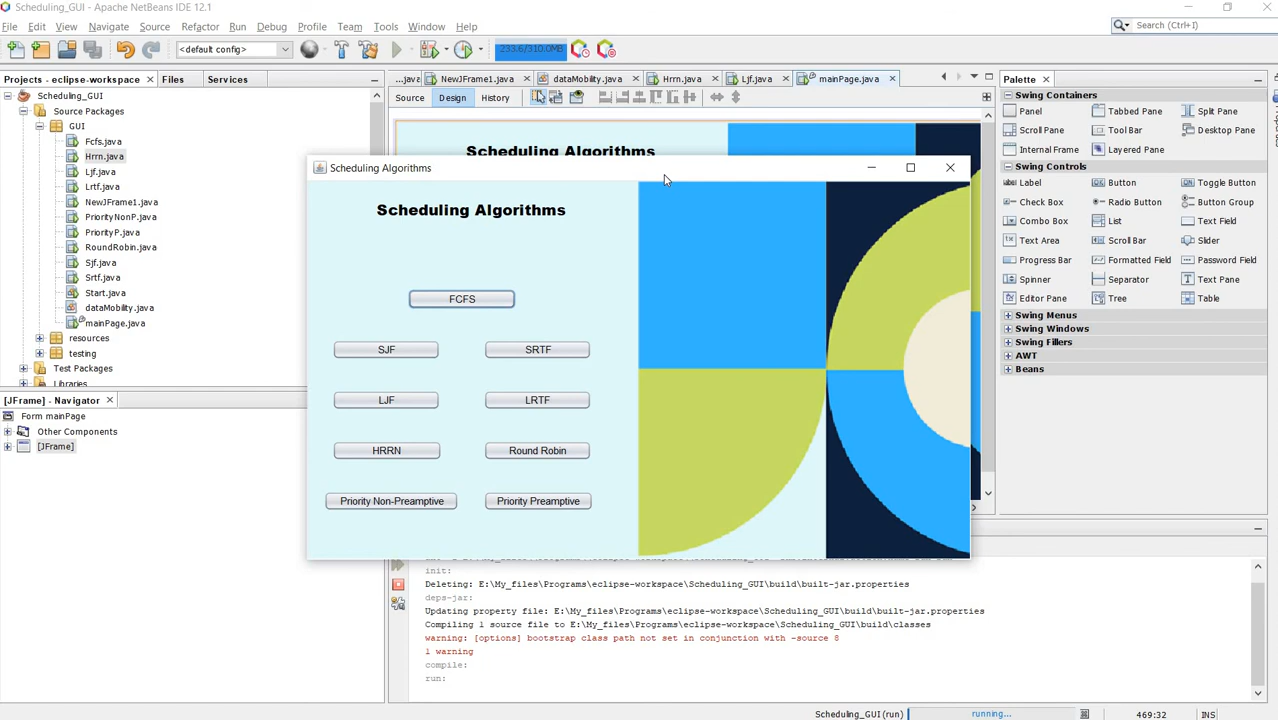 Scheduling_GUI - Apache NetBeans IDE 12.1
File Edit View Navigate Source Refactor Run Debug Profile Team Tools Window Help
Search (Ctrl+I)
<default config>
233.6/310.0MB
Projects - eclipse-workspace
Files
Services
Scheduling_GUI
Source Packages
GUI
Fcfs.java
Hrrn.java
Ljf.java
Lrtf.java
NewJFrame1.java
PriorityNonP.java
PriorityP.java
RoundRobin.java
Sjf.java
Srtf.java
Start.java
dataMobility.java
mainPage.java
resources
testing
Test Packages
Libraries
[JFrame] - Navigator
Form mainPage
Other Components
[JFrame]
...java
NewJFrame1.java
dataMobility.java
Hrrn.java
Ljf.java
mainPage.java
Source Design History
Scheduling Algorithms
Scheduling Algorithms
Scheduling Algorithms
FCFS
SJF
SRTF
LJF
LRTF
HRRN
Round Robin
Priority Non-Preamptive
Priority Preamptive
init:
Deleting: E:\My_files\Programs\eclipse-workspace\Scheduling_GUI\build\built-jar.properties
deps-jar:
Updating property file: E:\My_files\Programs\eclipse-workspace\Scheduling_GUI\build\built-jar.properties
Compiling 1 source file to E:\My_files\Programs\eclipse-workspace\Scheduling_GUI\build\classes
warning: [options] bootstrap class path not set in conjunction with -source 8
1 warning
compile:
run:
Palette
Swing Containers
Panel
Tabbed Pane
Split Pane
Scroll Pane
Tool Bar
Desktop Pane
Internal Frame
Layered Pane
Swing Controls
Label
Button
Toggle Button
Check Box
Radio Button
Button Group
Combo Box
List
Text Field
Text Area
Scroll Bar
Slider
Progress Bar
Formatted Field
Password Field
Spinner
Separator
Text Pane
Editor Pane
Tree
Table
Swing Menus
Swing Windows
Swing Fillers
AWT
Beans
Scheduling_GUI (run)
running...
469:32
INS